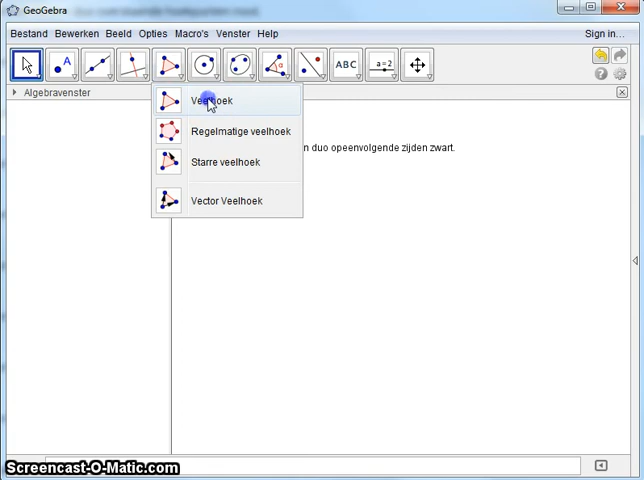 GeoGebra
Bestand Bewerken Beeld Opties Macro's Venster Help Sign in...
A ABC a=2
Algebravenster
Veelhoek
Regelmatige veelhoek
n duo opeenvolgende zijden zwart.
Starre veelhoek
Vector Veelhoek
Screencast-O-Matic.com